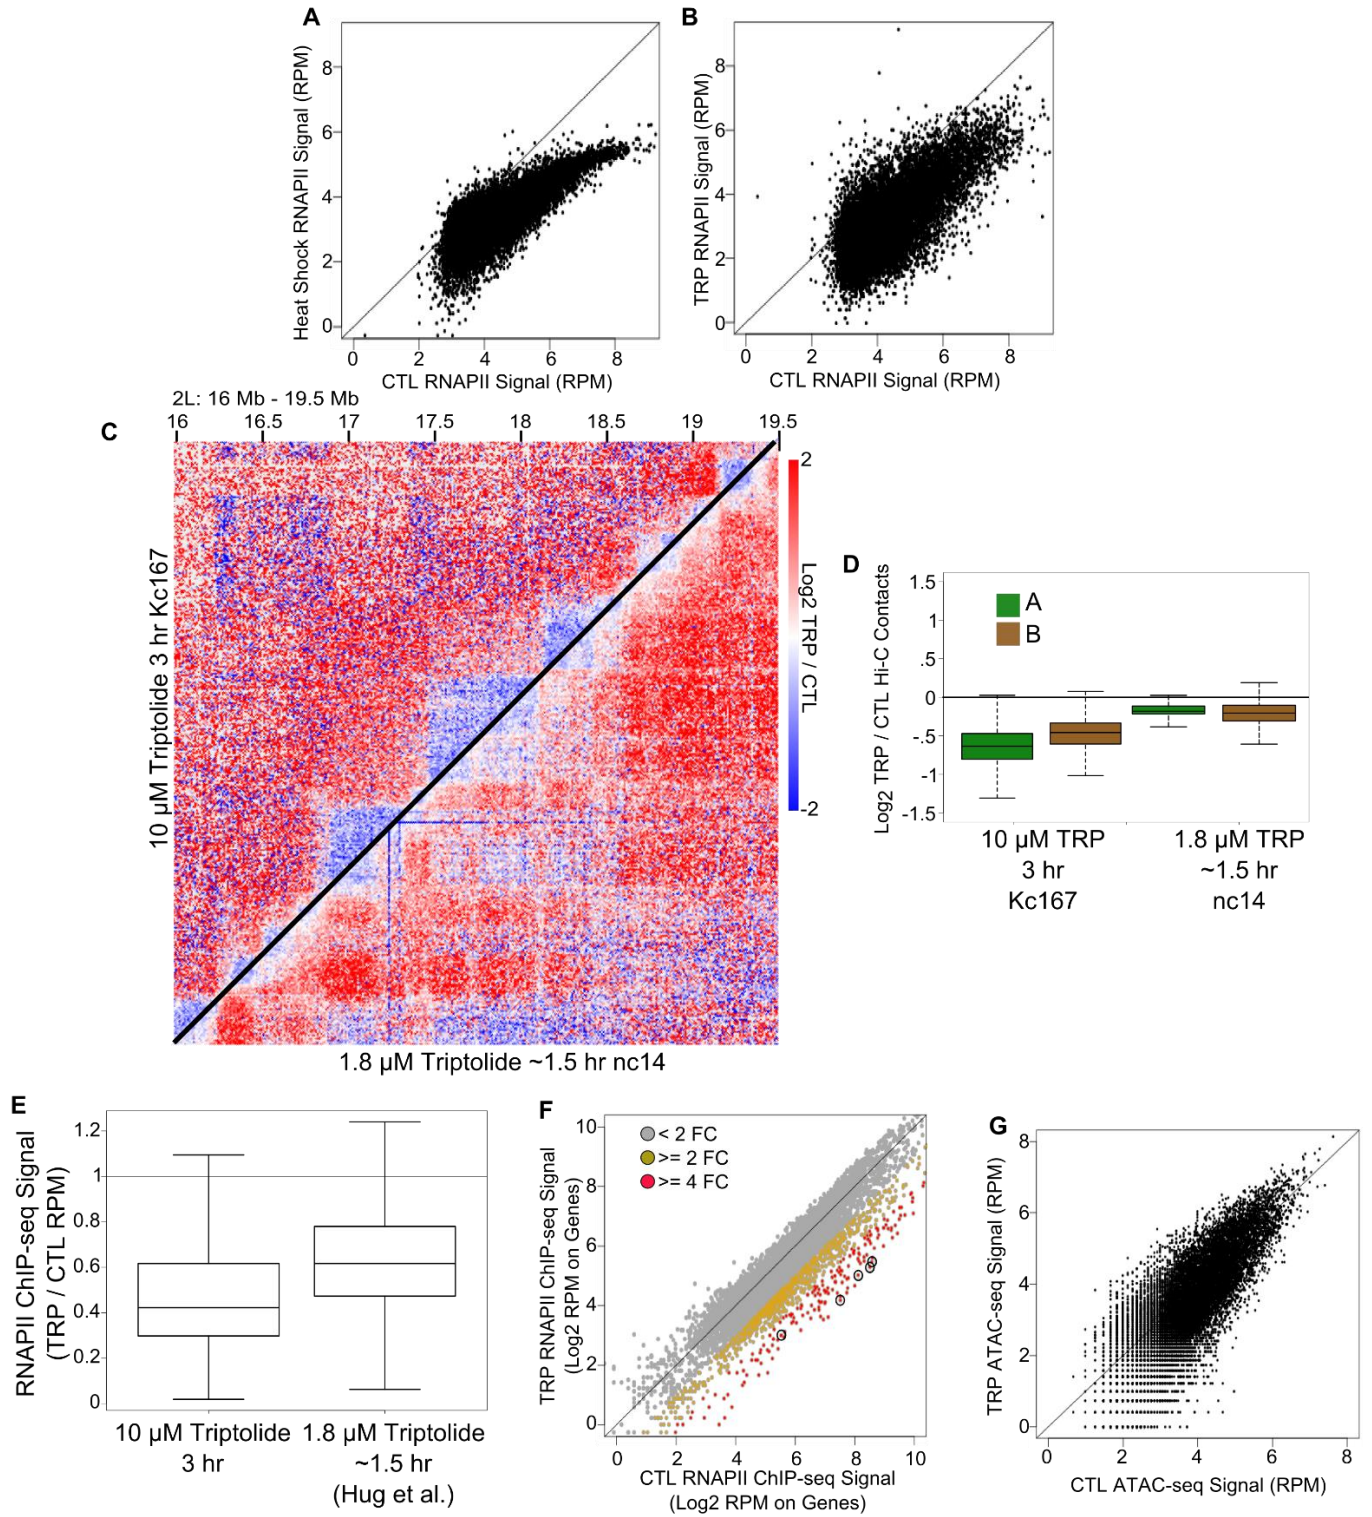 A
Heat Shock RNAPII Signal (RPM)
8
6
4
2
0
0 2 4 6 8
CTL RNAPII Signal (RPM)
B
TRP RNAPII Signal (RPM)
8
6
4
2
0
0 2 4 6 8
CTL RNAPII Signal (RPM)
C
2L: 16 Mb - 19.5 Mb
16 16.5 17 17.5 18 18.5 19 19.5
10 µM Triptolide 3 hr Kc167
1.8 µM Triptolide ~1.5 hr nc14
2
Log2 TRP / CTL
-2
D
Log2 TRP / CTL Hi-C Contacts
1.5
1
.5
0
-.5
-1
-1.5
A
B
10 µM TRP
3 hr
Kc167
1.8 µM TRP
~1.5 hr
nc14
E
RNAPII ChIP-seq Signal
(TRP / CTL RPM)
1.2
1
0.8
0.6
0.4
0.2
0
10 µM Triptolide
3 hr
1.8 µM Triptolide
~1.5 hr
(Hug et al.)
F
TRP RNAPII ChIP-seq Signal
(Log2 RPM on Genes)
10
8
6
4
2
0
< 2 FC
>= 2 FC
>= 4 FC
0 2 4 6 8 10
CTL RNAPII ChIP-seq Signal
(Log2 RPM on Genes)
G
TRP ATAC-seq Signal (RPM)
8
6
4
2
0
0 2 4 6 8
CTL ATAC-seq Signal (RPM)